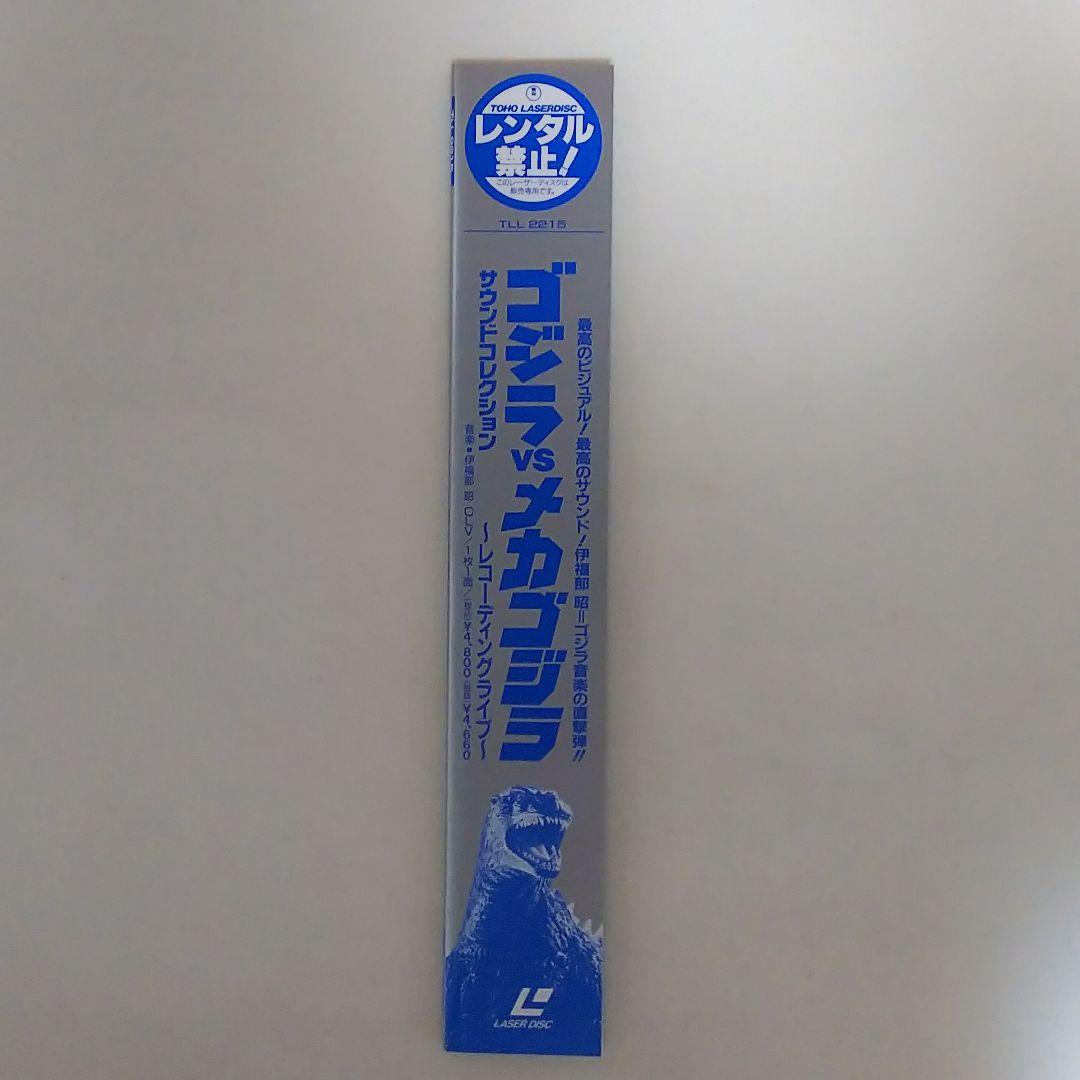 TOHO LASERDISC
レンタル
禁止!
このレーザーディスクは
販売専用です。
TLL 2215
最高のビジュアル!最高のサウンド!伊福部 昭=ゴジラ音楽の直撃弾!!
ゴジラVSメカゴジラ
サウンドコレクション
〜レコーディングライブ〜
音楽・伊福部 昭 CLV/1枚1面/(税込)¥4,800(税抜)¥4,660
LASER DISC